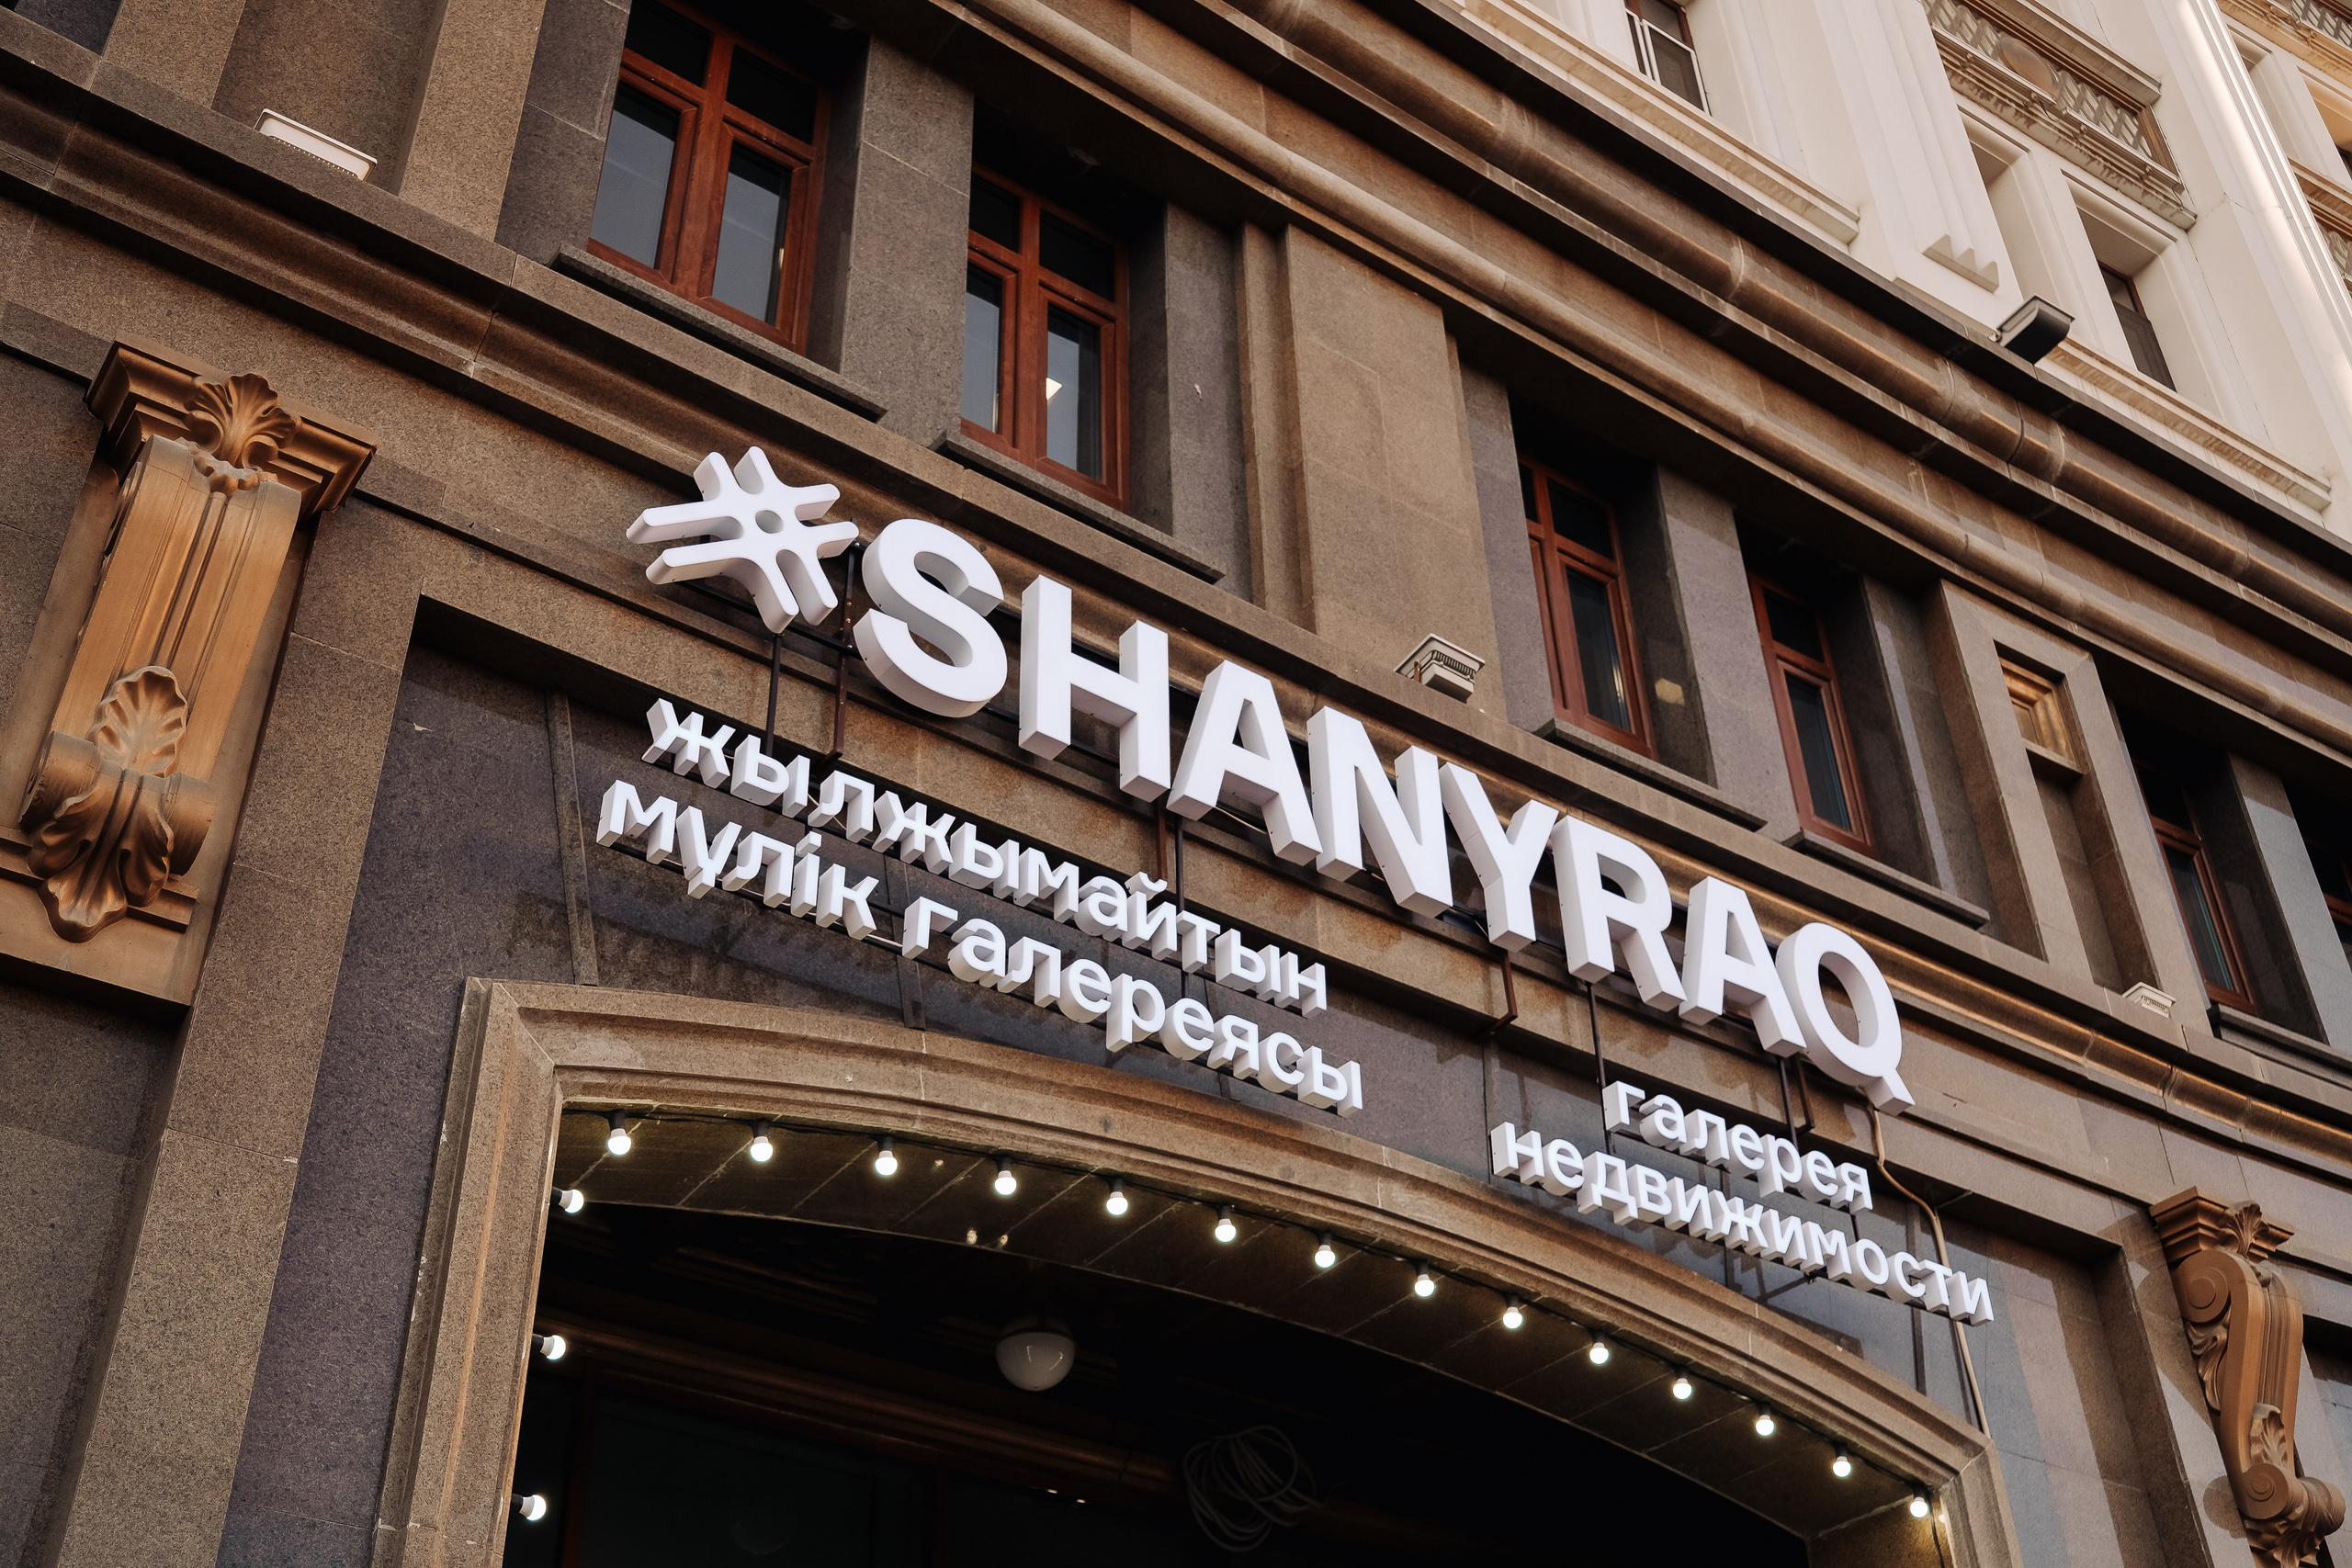 SHANYRAQ
жылжымайтын
мүлік галереясы
галерея
недвижимости